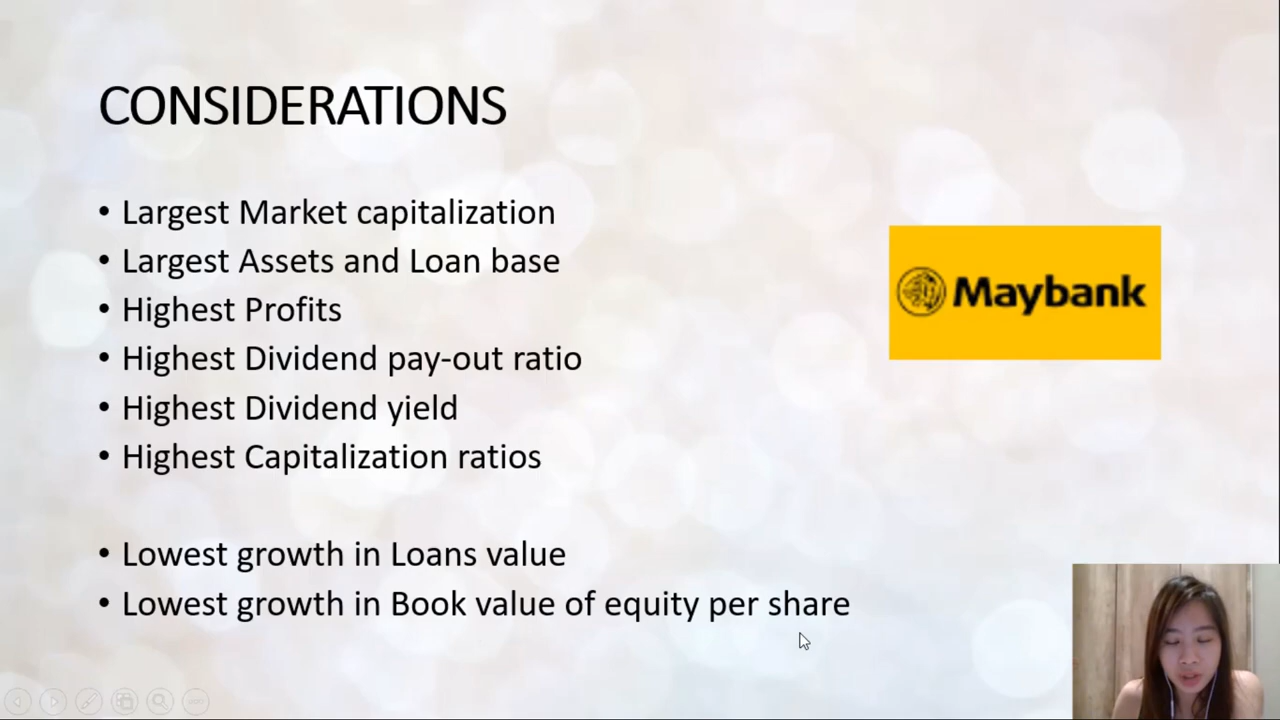 CONSIDERATIONS
• Largest Market capitalization
• Largest Assets and Loan base
• Highest Profits
• Highest Dividend pay-out ratio
• Highest Dividend yield
• Highest Capitalization ratios
Maybank
• Lowest growth in Loans value
• Lowest growth in Book value of equity per share